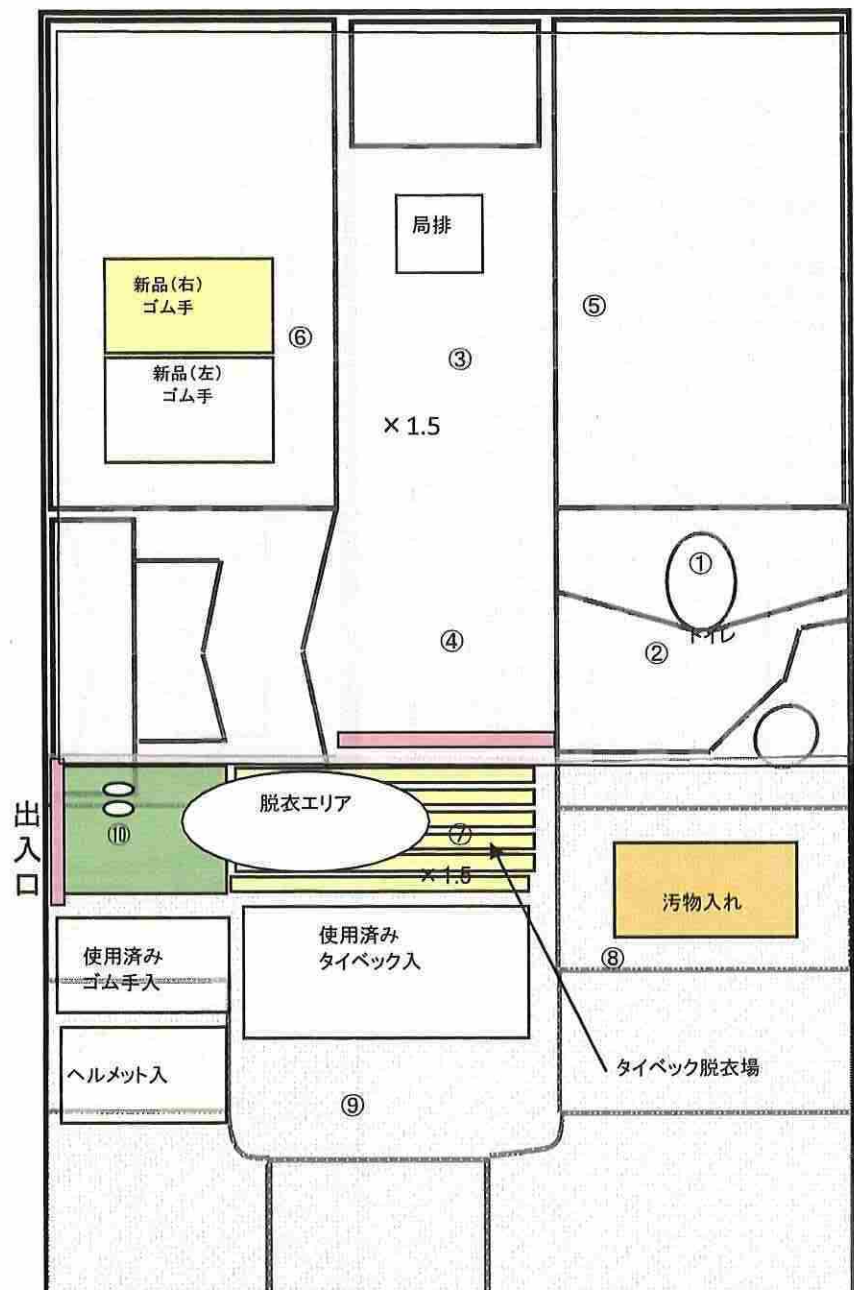 局排
新品(右)
ゴム手
⑤
⑥
新品(左)
ゴム手
③
×1.5
①
④
②
トイレ
出入口
脱衣エリア
⑩
⑦
×1.5
汚物入れ
使用済み
ゴム手入
使用済み
タイベック入
⑧
ヘルメット入
タイベック脱衣場
⑨